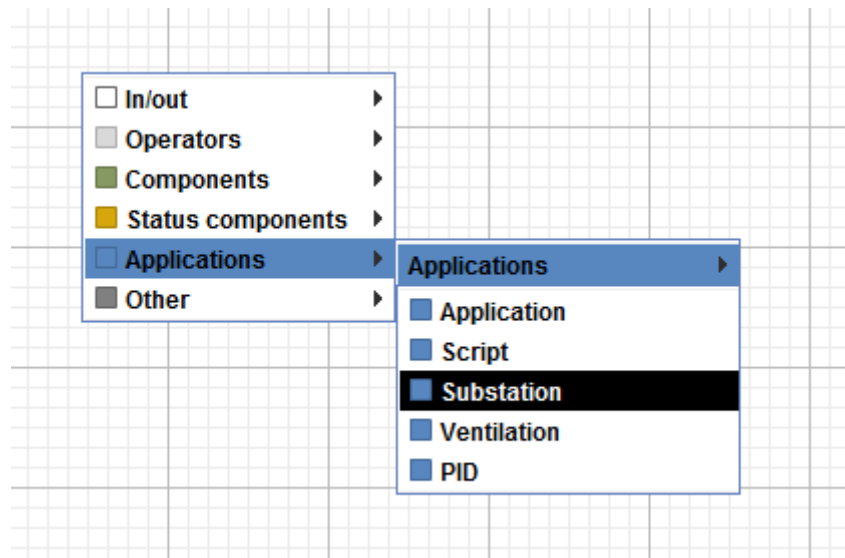 In/out
Operators
Components
Status components
Applications
Other
Applications
Application
Script
Substation
Ventilation
PID